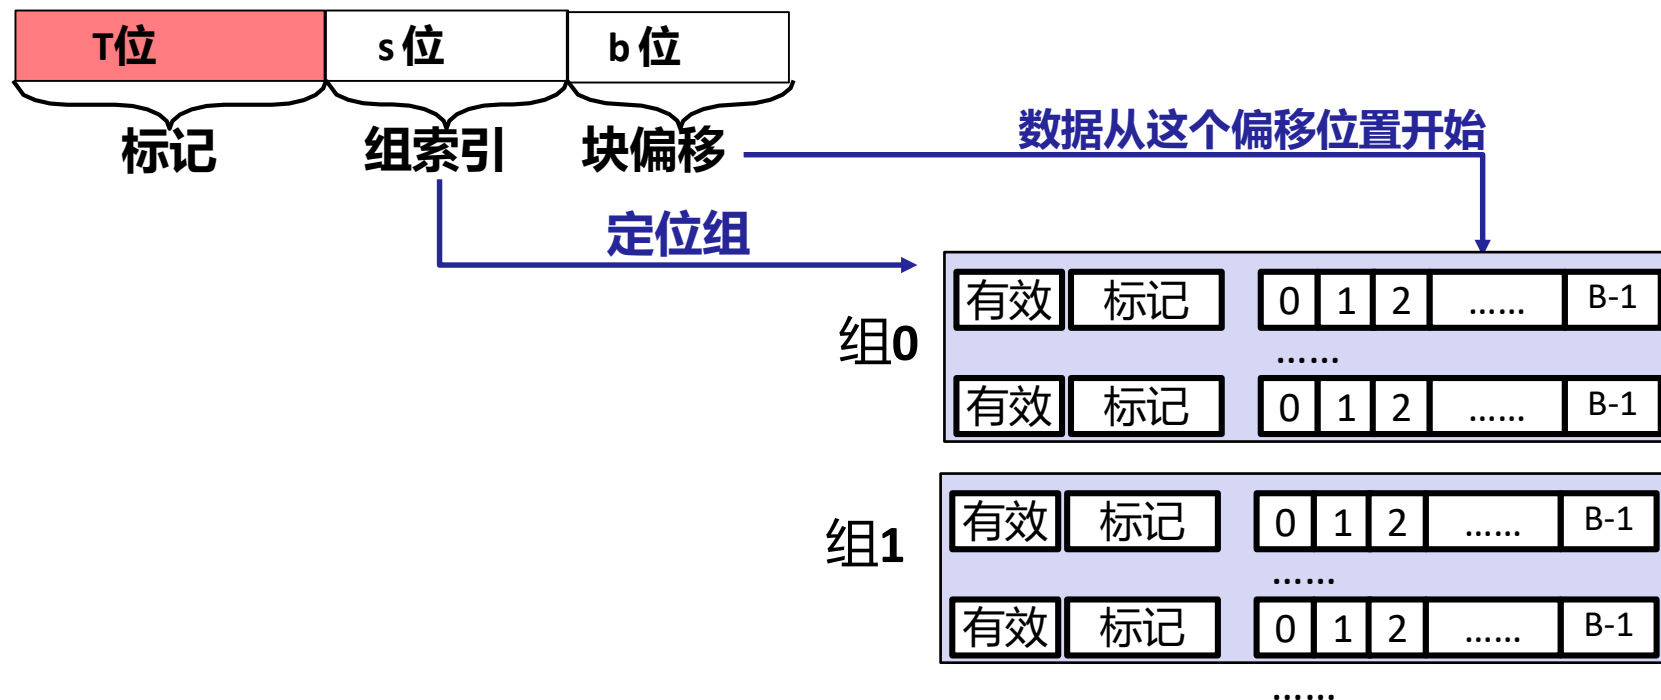 T位 s 位 b 位
标记 组索引 块偏移
数据从这个偏移位置开始
定位组
组0
有效 标记 0 1 2 ...... B-1
......
有效 标记 0 1 2 ...... B-1
组1
有效 标记 0 1 2 ...... B-1
......
有效 标记 0 1 2 ...... B-1
......